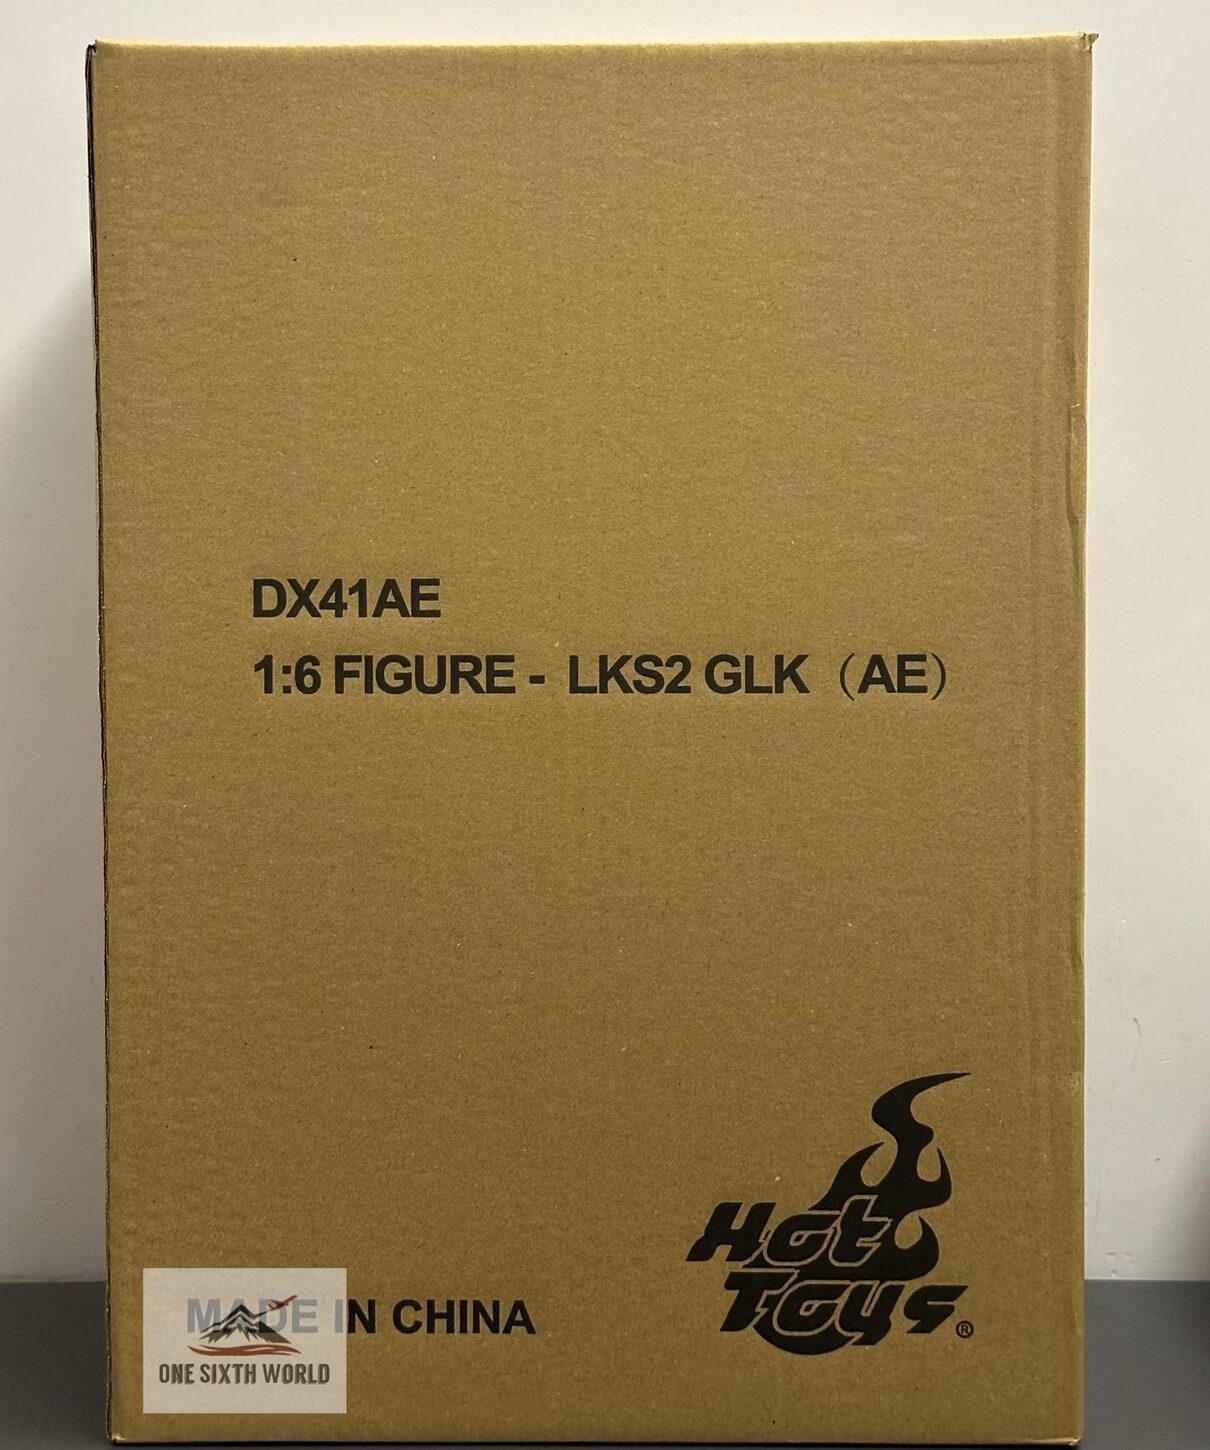 DX41AE
1:6 FIGURE - LKS2 GLK （AE）
Hot
Toys®
MADE IN CHINA
ONE SIXTH WORLD